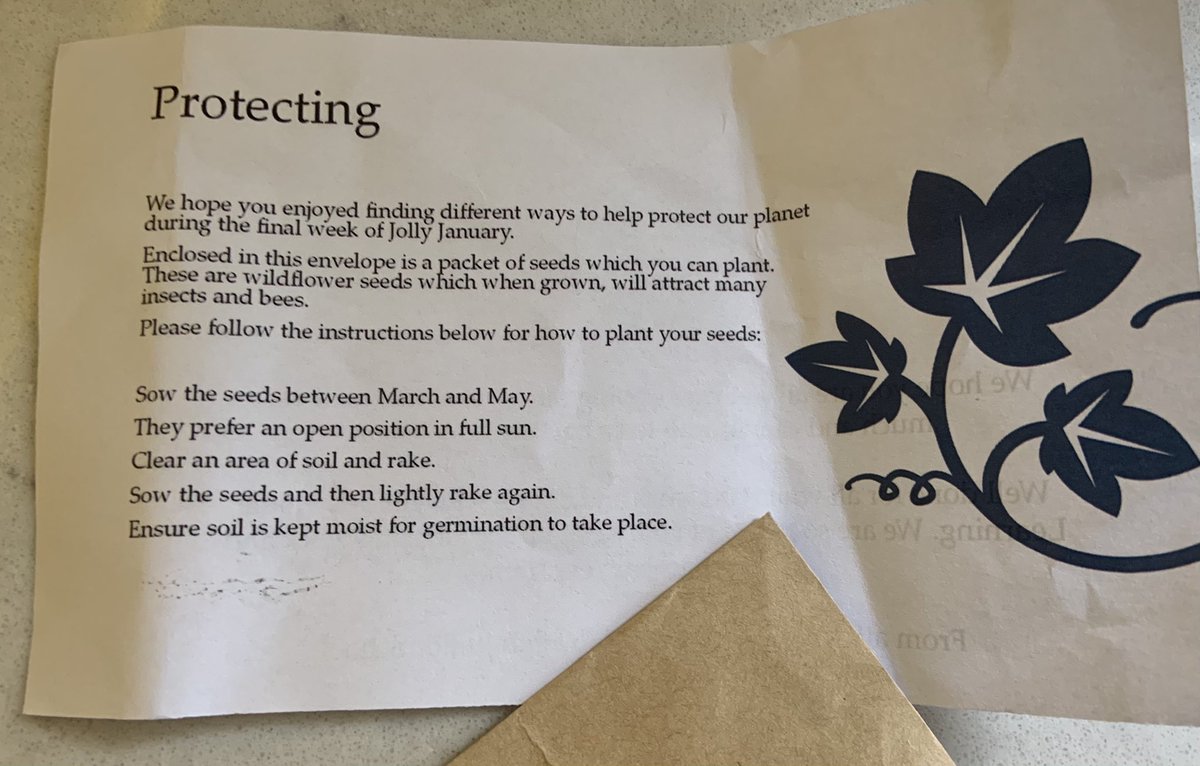 Protecting
We hope you enjoyed finding different ways to help protect our planet
during the final week of Jolly January.
Enclosed in this envelope is a packet of seeds which you can plant.
These are wildflower seeds which when grown, will attract many
insects and bees.
Please follow the instructions below for how to plant your seeds:
Sow the seeds between March and May.
They prefer an open position in full sun.
Clear an area of soil and rake.
Sow the seeds and then lightly rake again.
Ensure soil is kept moist for germination to take place.
We
We
Learning. We
From